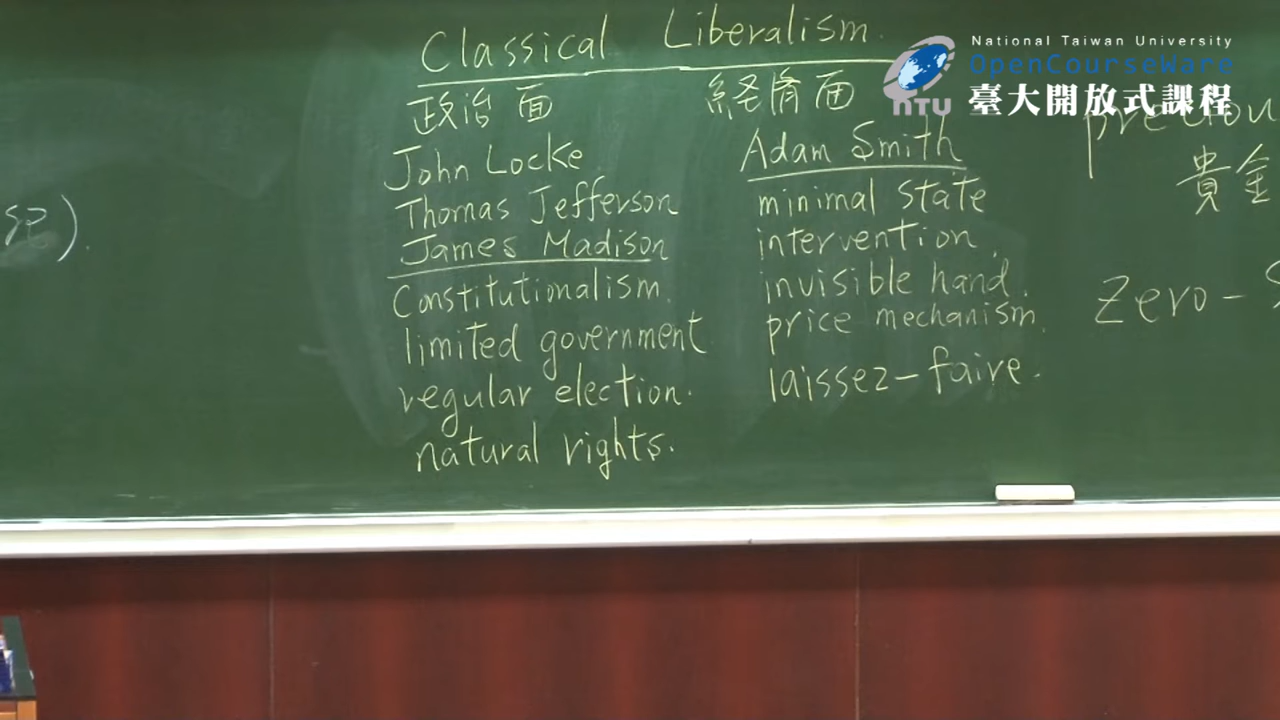 Classical Liberalism.
政治面
John Locke
Thomas Jefferson
James Madison
Constitutionalism.
limited government
regular election.
natural rights.
経済面
Adam Smith
minimal state
intervention.
invisible hand.
price mechanism.
laissez-faire.
貴金
Zero-
National Taiwan University
OpenCourseWare
NTU
臺大開放式課程